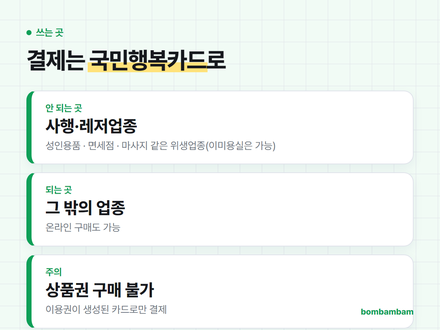 쓰는 곳
결제는 국민행복카드로
안 되는 곳
사행·레저업종
성인용품 · 면세점 · 마사지 같은 위생업종(이미용실은 가능)
되는 곳
그 밖의 업종
온라인 구매도 가능
주의
상품권 구매 불가
이용권이 생성된 카드로만 결제
bombambam